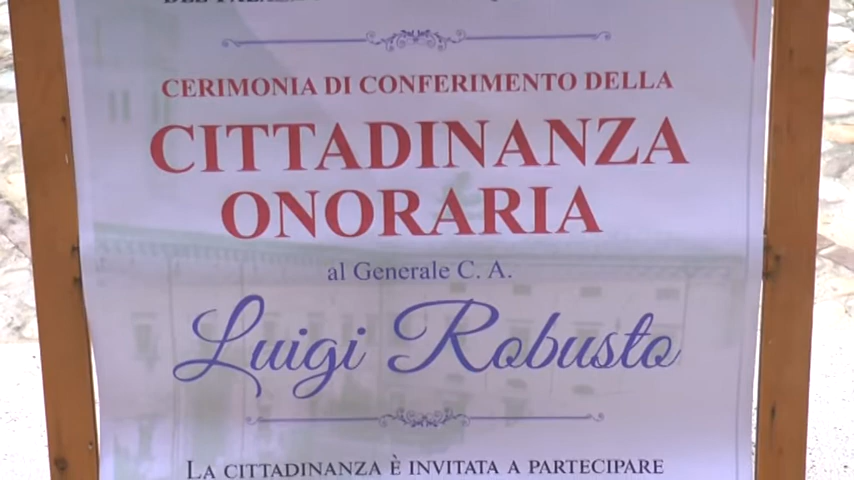 CERIMONIA DI CONFERIMENTO DELLA
CITTADINANZA
ONORARIA
al Generale C. A.
Luigi Robusto
LA CITTADINANZA È INVITATA A PARTECIPARE